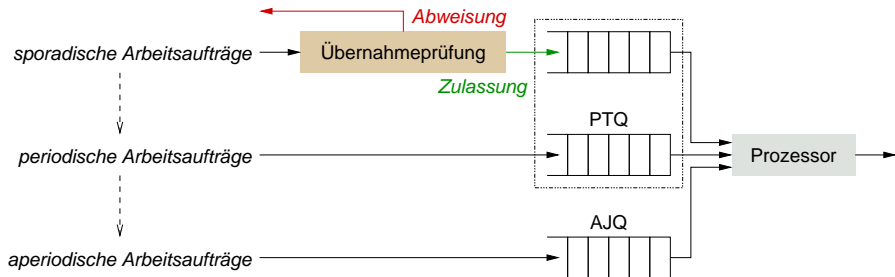 Abweisung
sporadische Arbeitsaufträge
Übernahmeprüfung
Zulassung
PTQ
periodische Arbeitsaufträge
Prozessor
AJQ
aperiodische Arbeitsaufträge